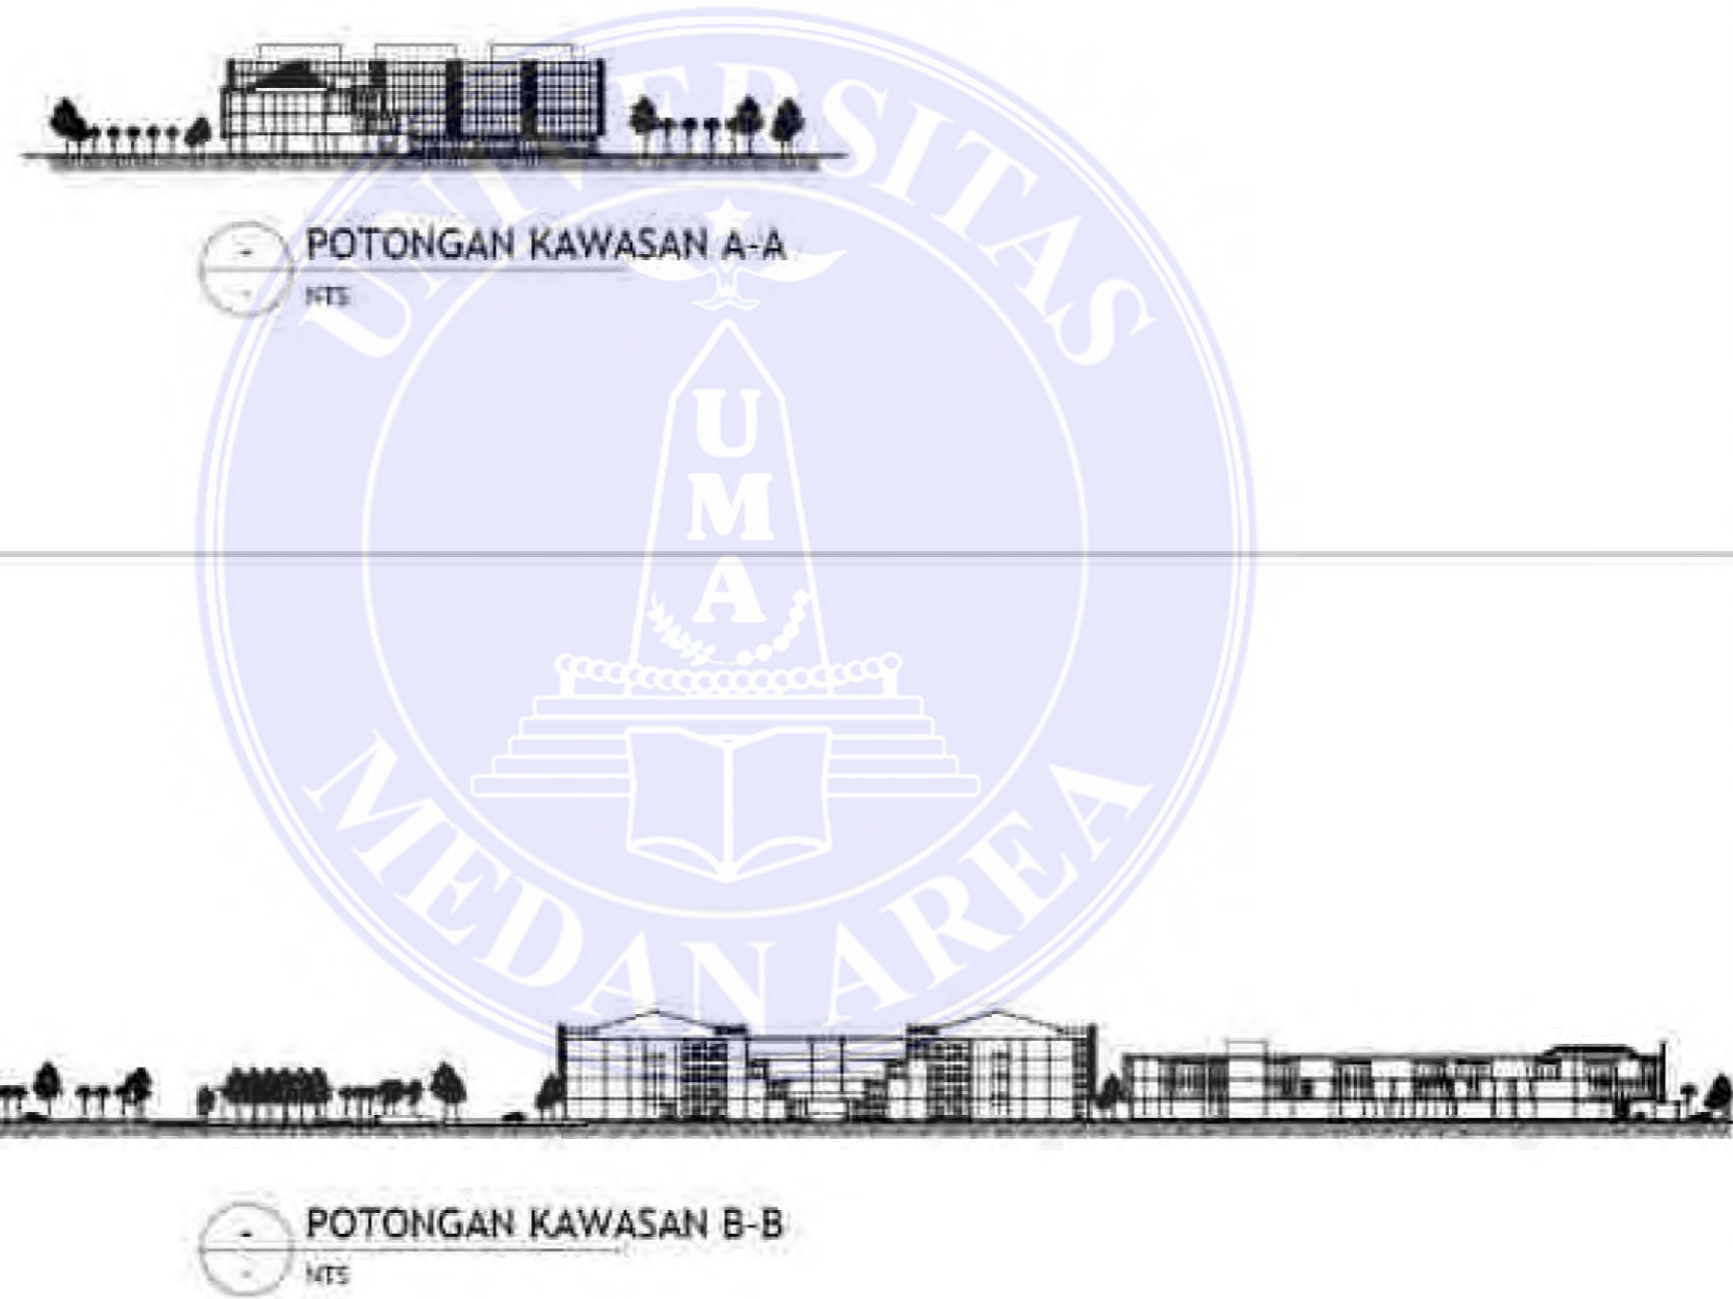 UNIVERSITAS
POTONGAN KAWASAN A-A
NTS
U
M
A
MEDAN AREA
POTONGAN KAWASAN B-B
NTS